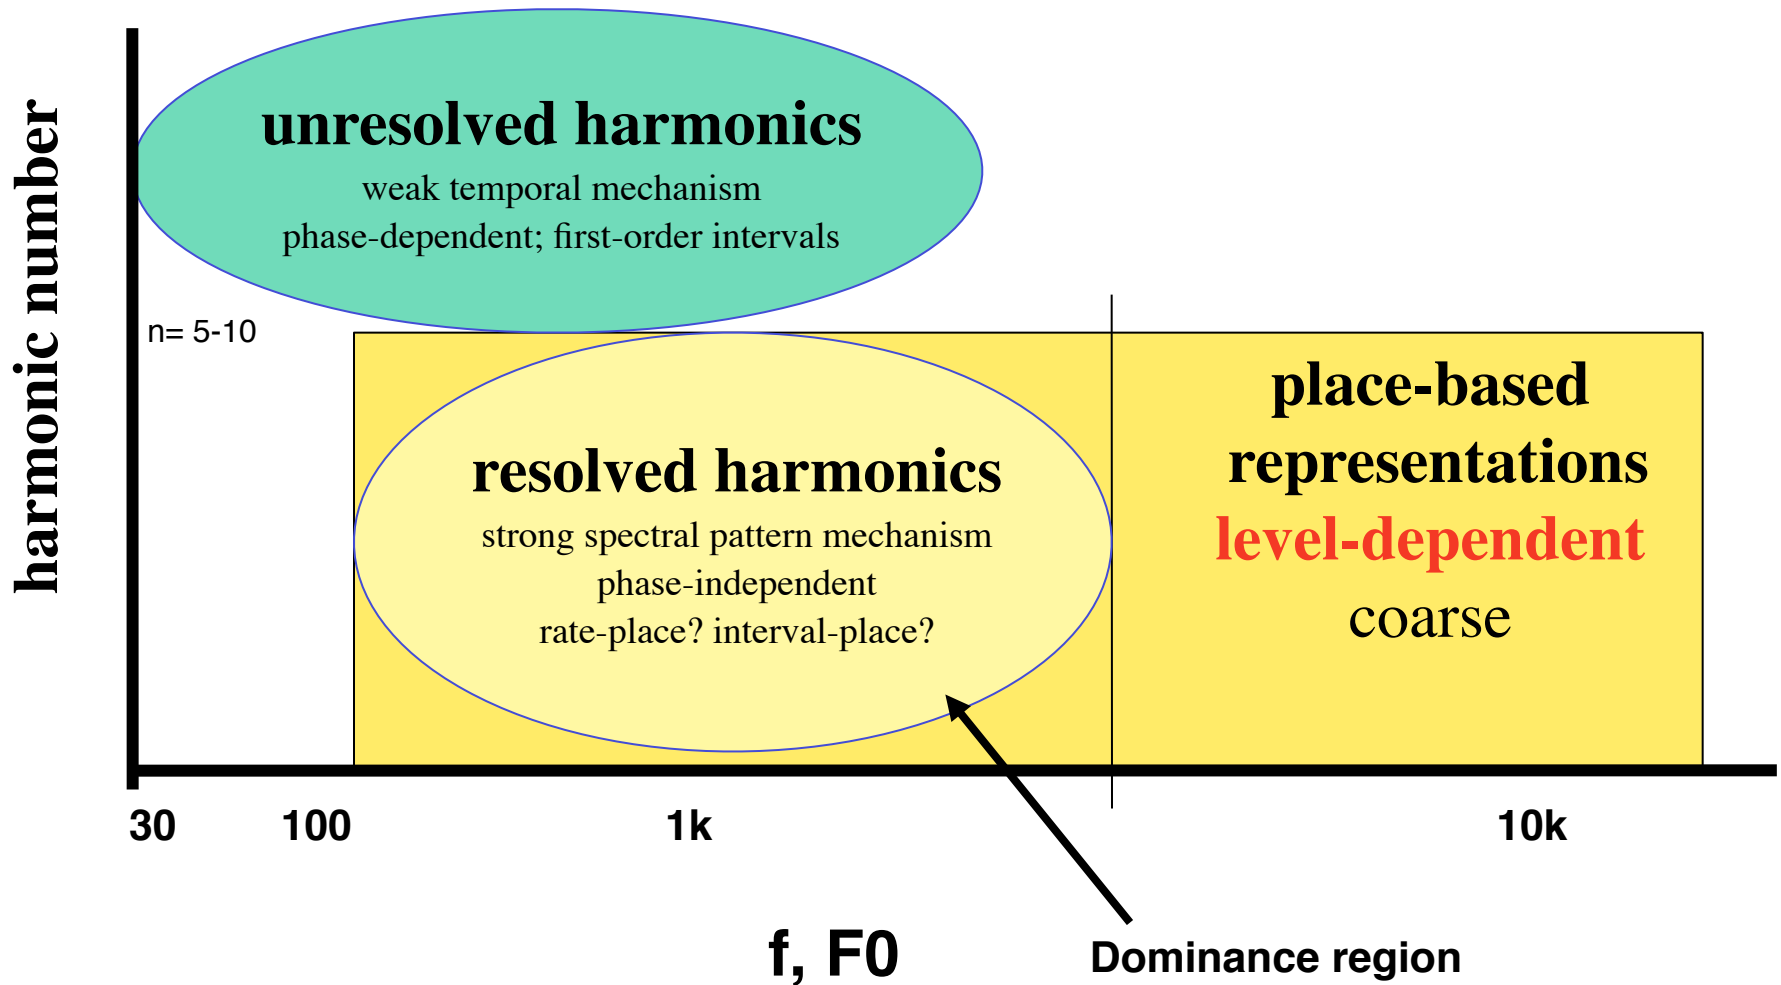 harmonic number
unresolved harmonics
weak temporal mechanism
phase-dependent; first-order intervals
n= 5-10
resolved harmonics
strong spectral pattern mechanism
phase-independent
rate-place? interval-place?
place-based
representations
level-dependent
coarse
30 100 1k 10k
f, F0
Dominance region